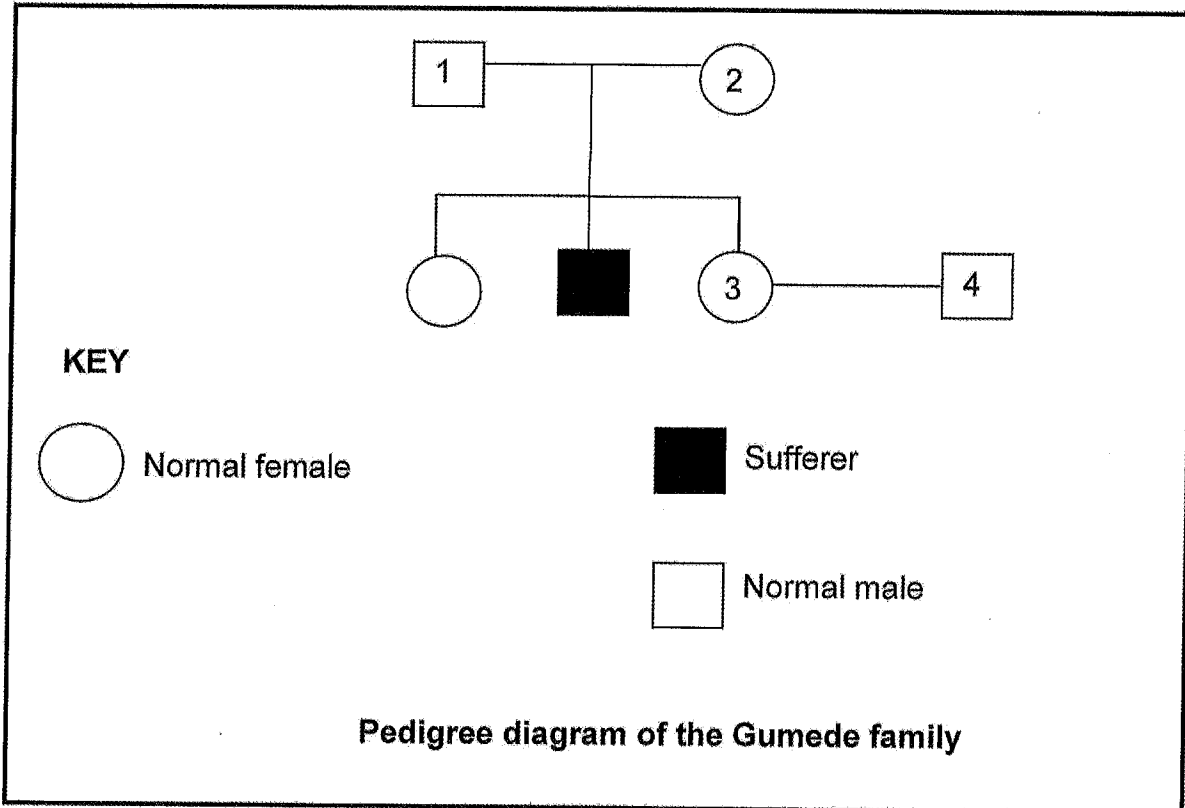 1
2
3
4
KEY
Normal female
Sufferer
Normal male
Pedigree diagram of the Gumede family